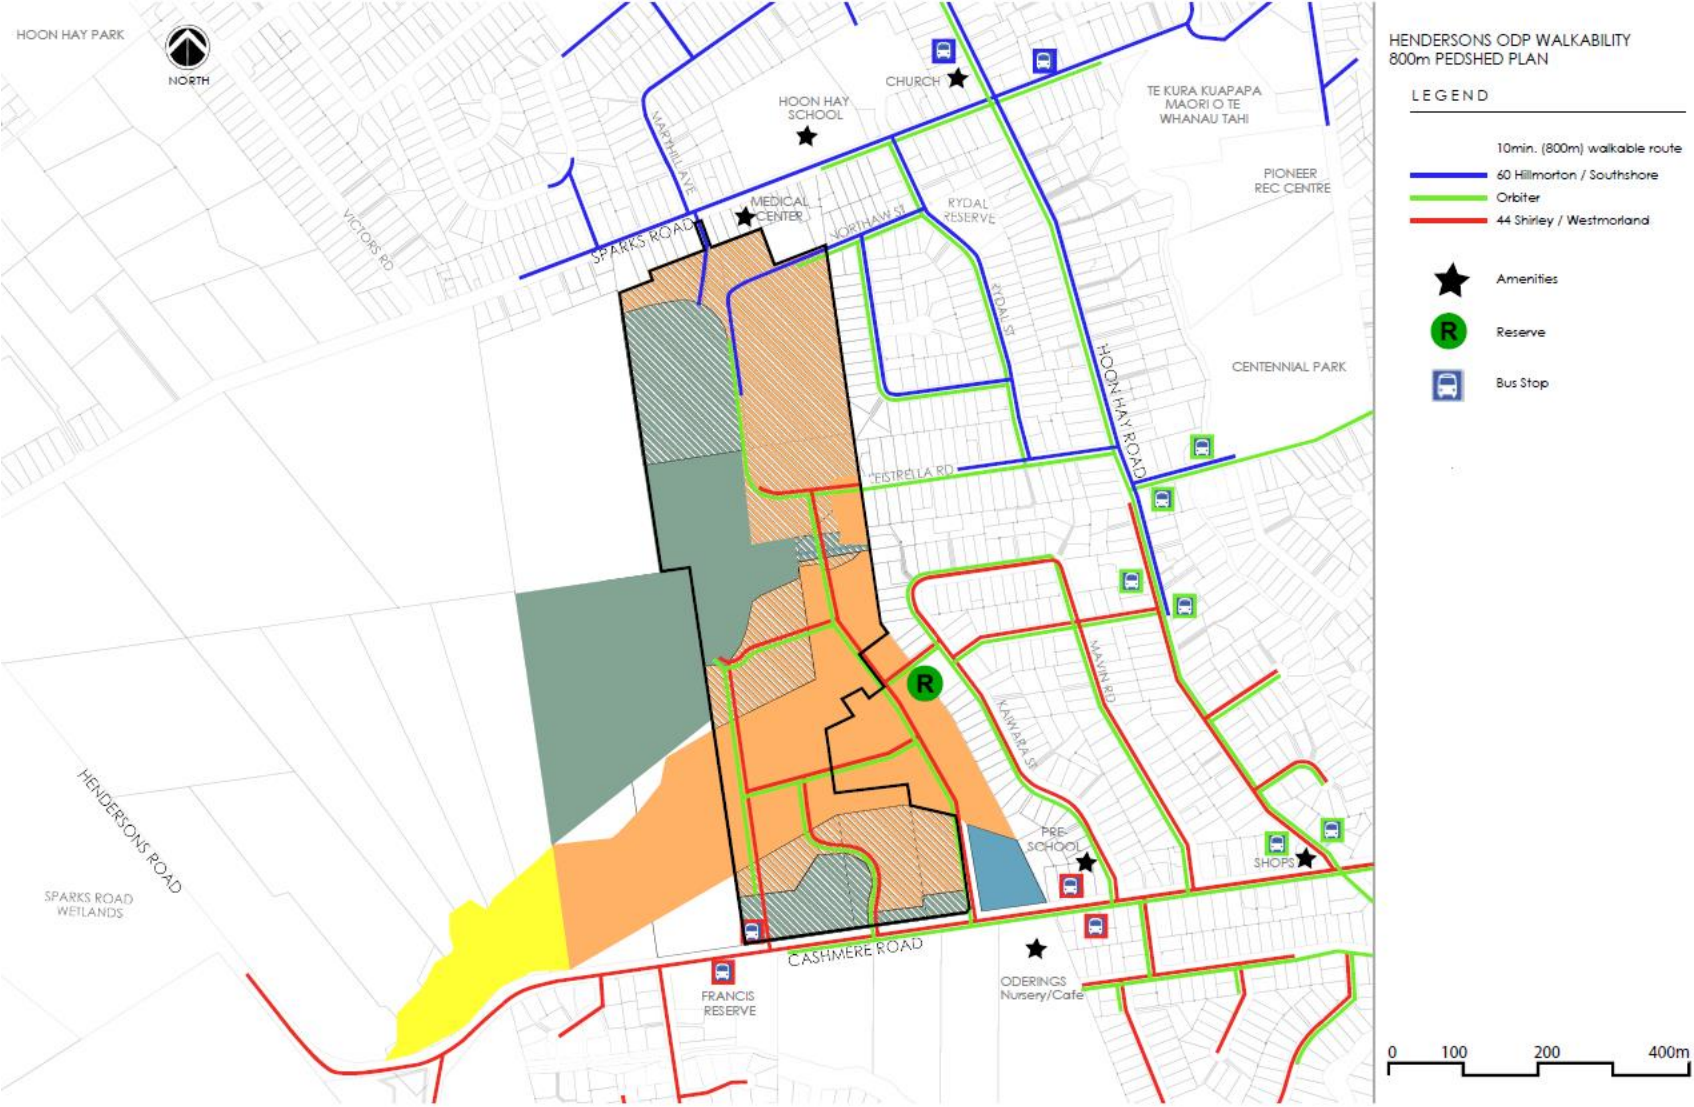 HOON HAY PARK
NORTH
CHURCH
HOON HAY
SCHOOL
TE KURA KUAPAPA
MAORI O TE
WHANAU TAHI
PIONEER
REC CENTRE
MARYHILL AVE
VICTORS RD
MEDICAL
CENTER
SPARKS ROAD
NORTHAW ST
RYDAL
RESERVE
RYDAL ST
HOON HAY ROAD
CENTENNIAL PARK
LEISTRELLA RD
R
MAVIN RD
KAIWARA ST
HENDERSONS ROAD
SPARKS ROAD
WETLANDS
PRE-
SCHOOL
SHOPS
CASHMERE ROAD
FRANCIS
RESERVE
ODERINGS
Nursery/Cafe
HENDERSONS ODP WALKABILITY
800m PEDSHED PLAN
LEGEND
10min. (800m) walkable route
60 Hillmorton / Southshore
Orbiter
44 Shirley / Westmorland
Amenities
R Reserve
Bus Stop
0 100 200 400m